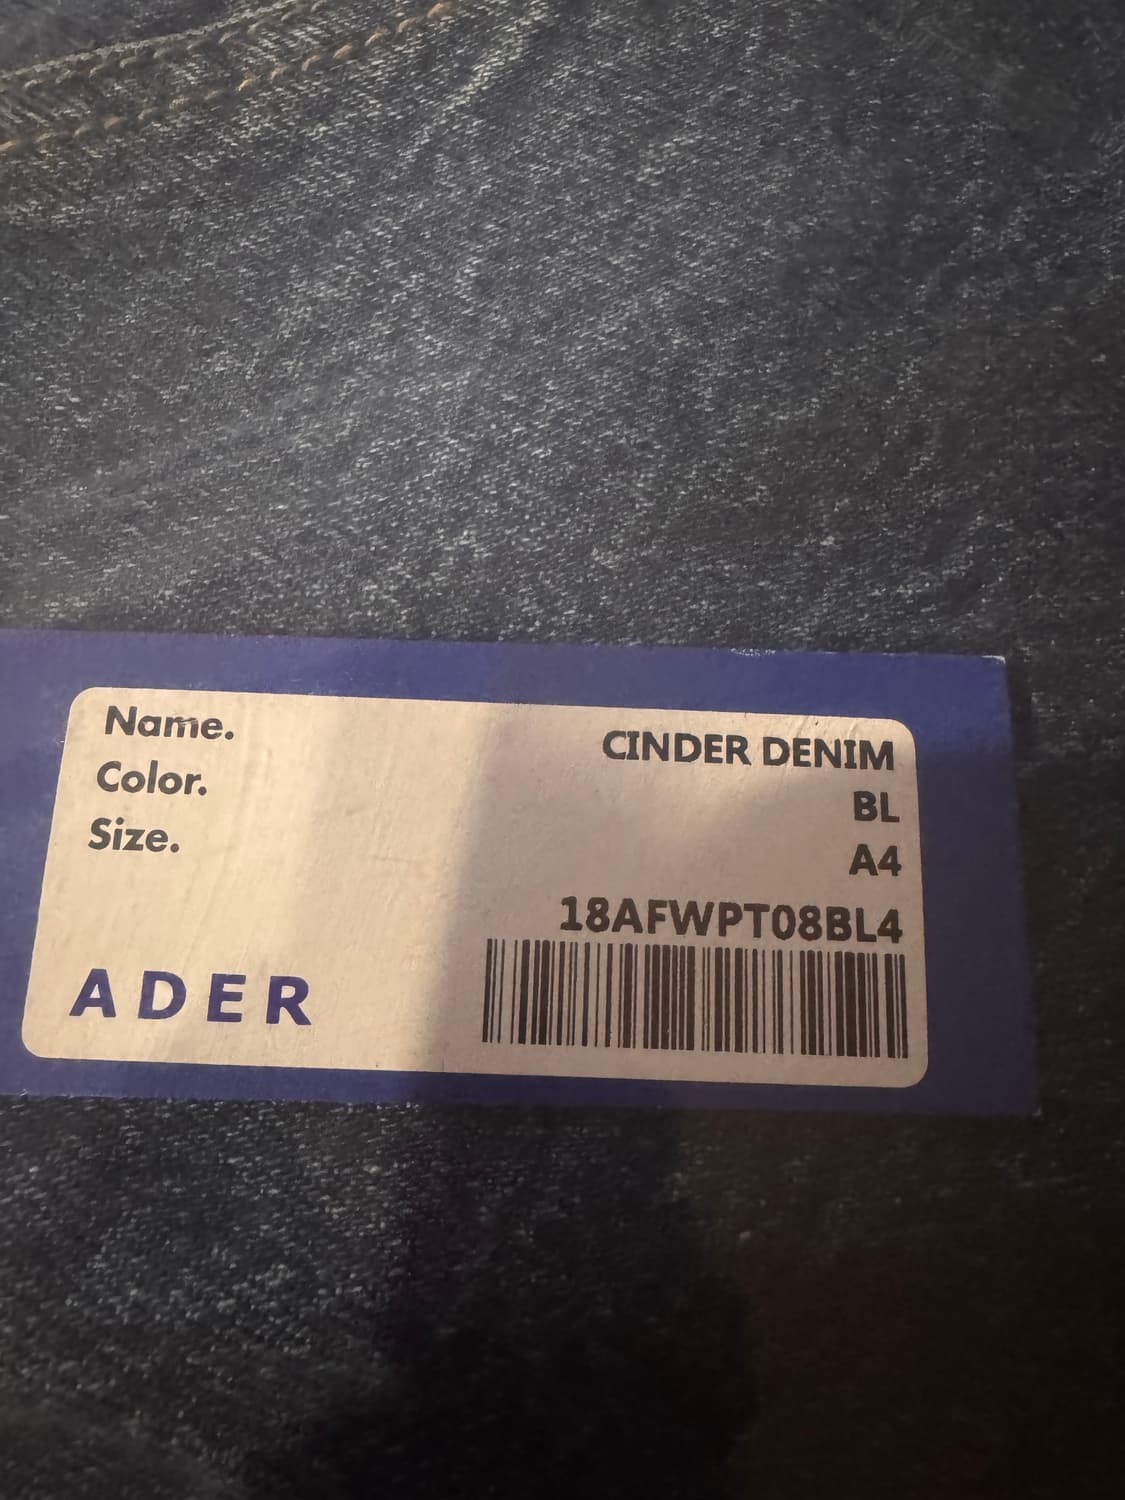 Name. CINDER DENIM
Color. BL
Size. A4
18AFWPT08BL4
ADER